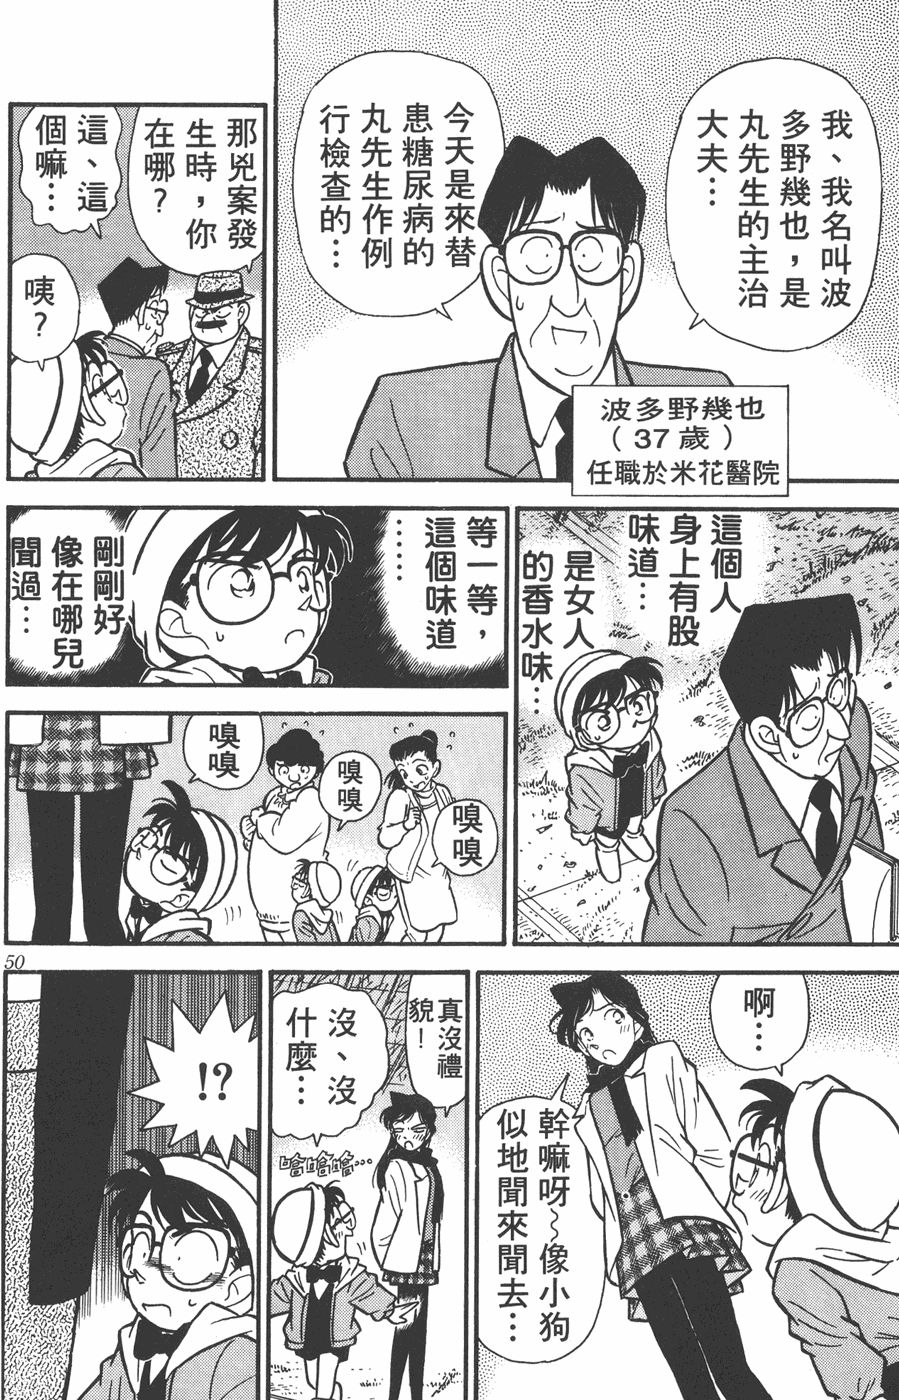 我、我名叫波
多野幾也，是
丸先生的主治
大夫…
今天是來替
患糖尿病的
丸先生作例
行檢查的…
波多野幾也
（37歲）
任職於米花醫院
那兇案發
生時，你
在哪？
這、這
個嘛…
咦？
這個人
身上有股
味道…
是女人
的香水味…
等一等，
這個味道
……
剛剛好
像在哪兒
聞過…
嗅嗅
嗅嗅
嗅嗅
啊…
幹嘛呀～像小狗
似地聞來聞去…
真沒禮
貌！
沒、沒
什麼…
哈哈哈…
!?
50